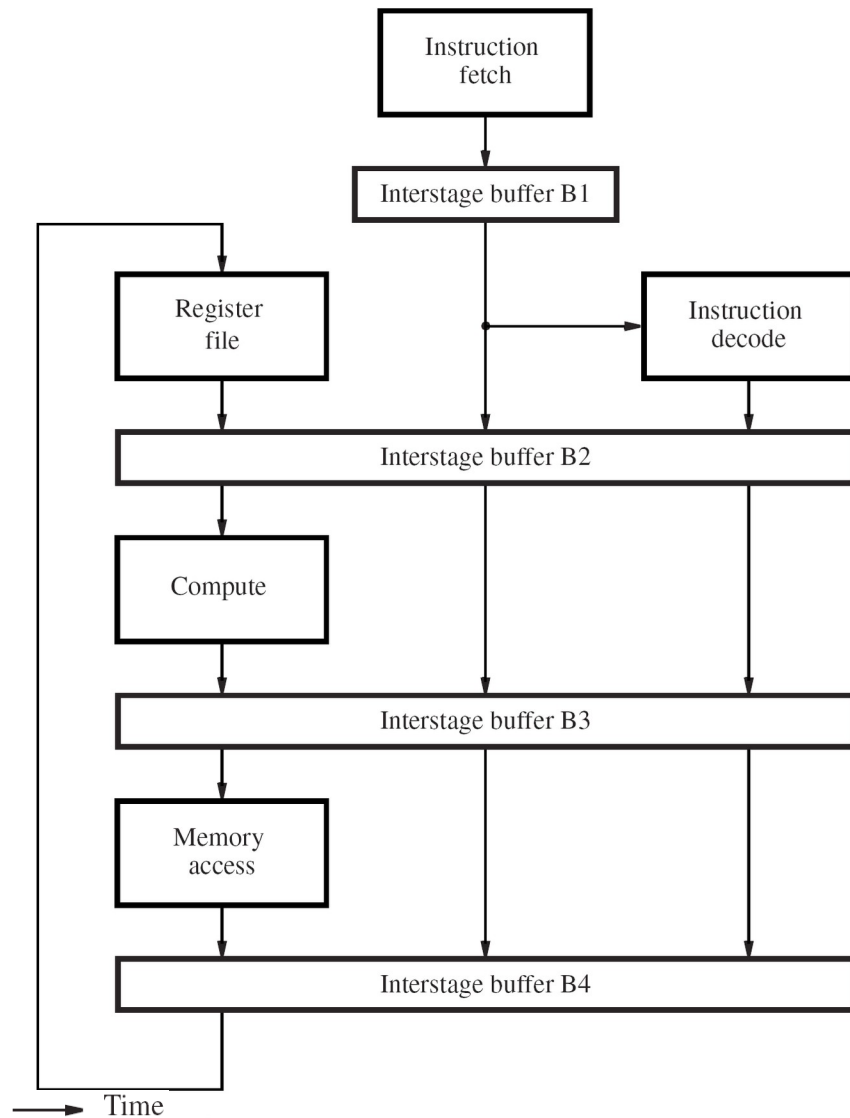 Instruction
fetch
Interstage buffer B1
Register
file
Instruction
decode
Interstage buffer B2
Compute
Interstage buffer B3
Memory
access
Interstage buffer B4
Time